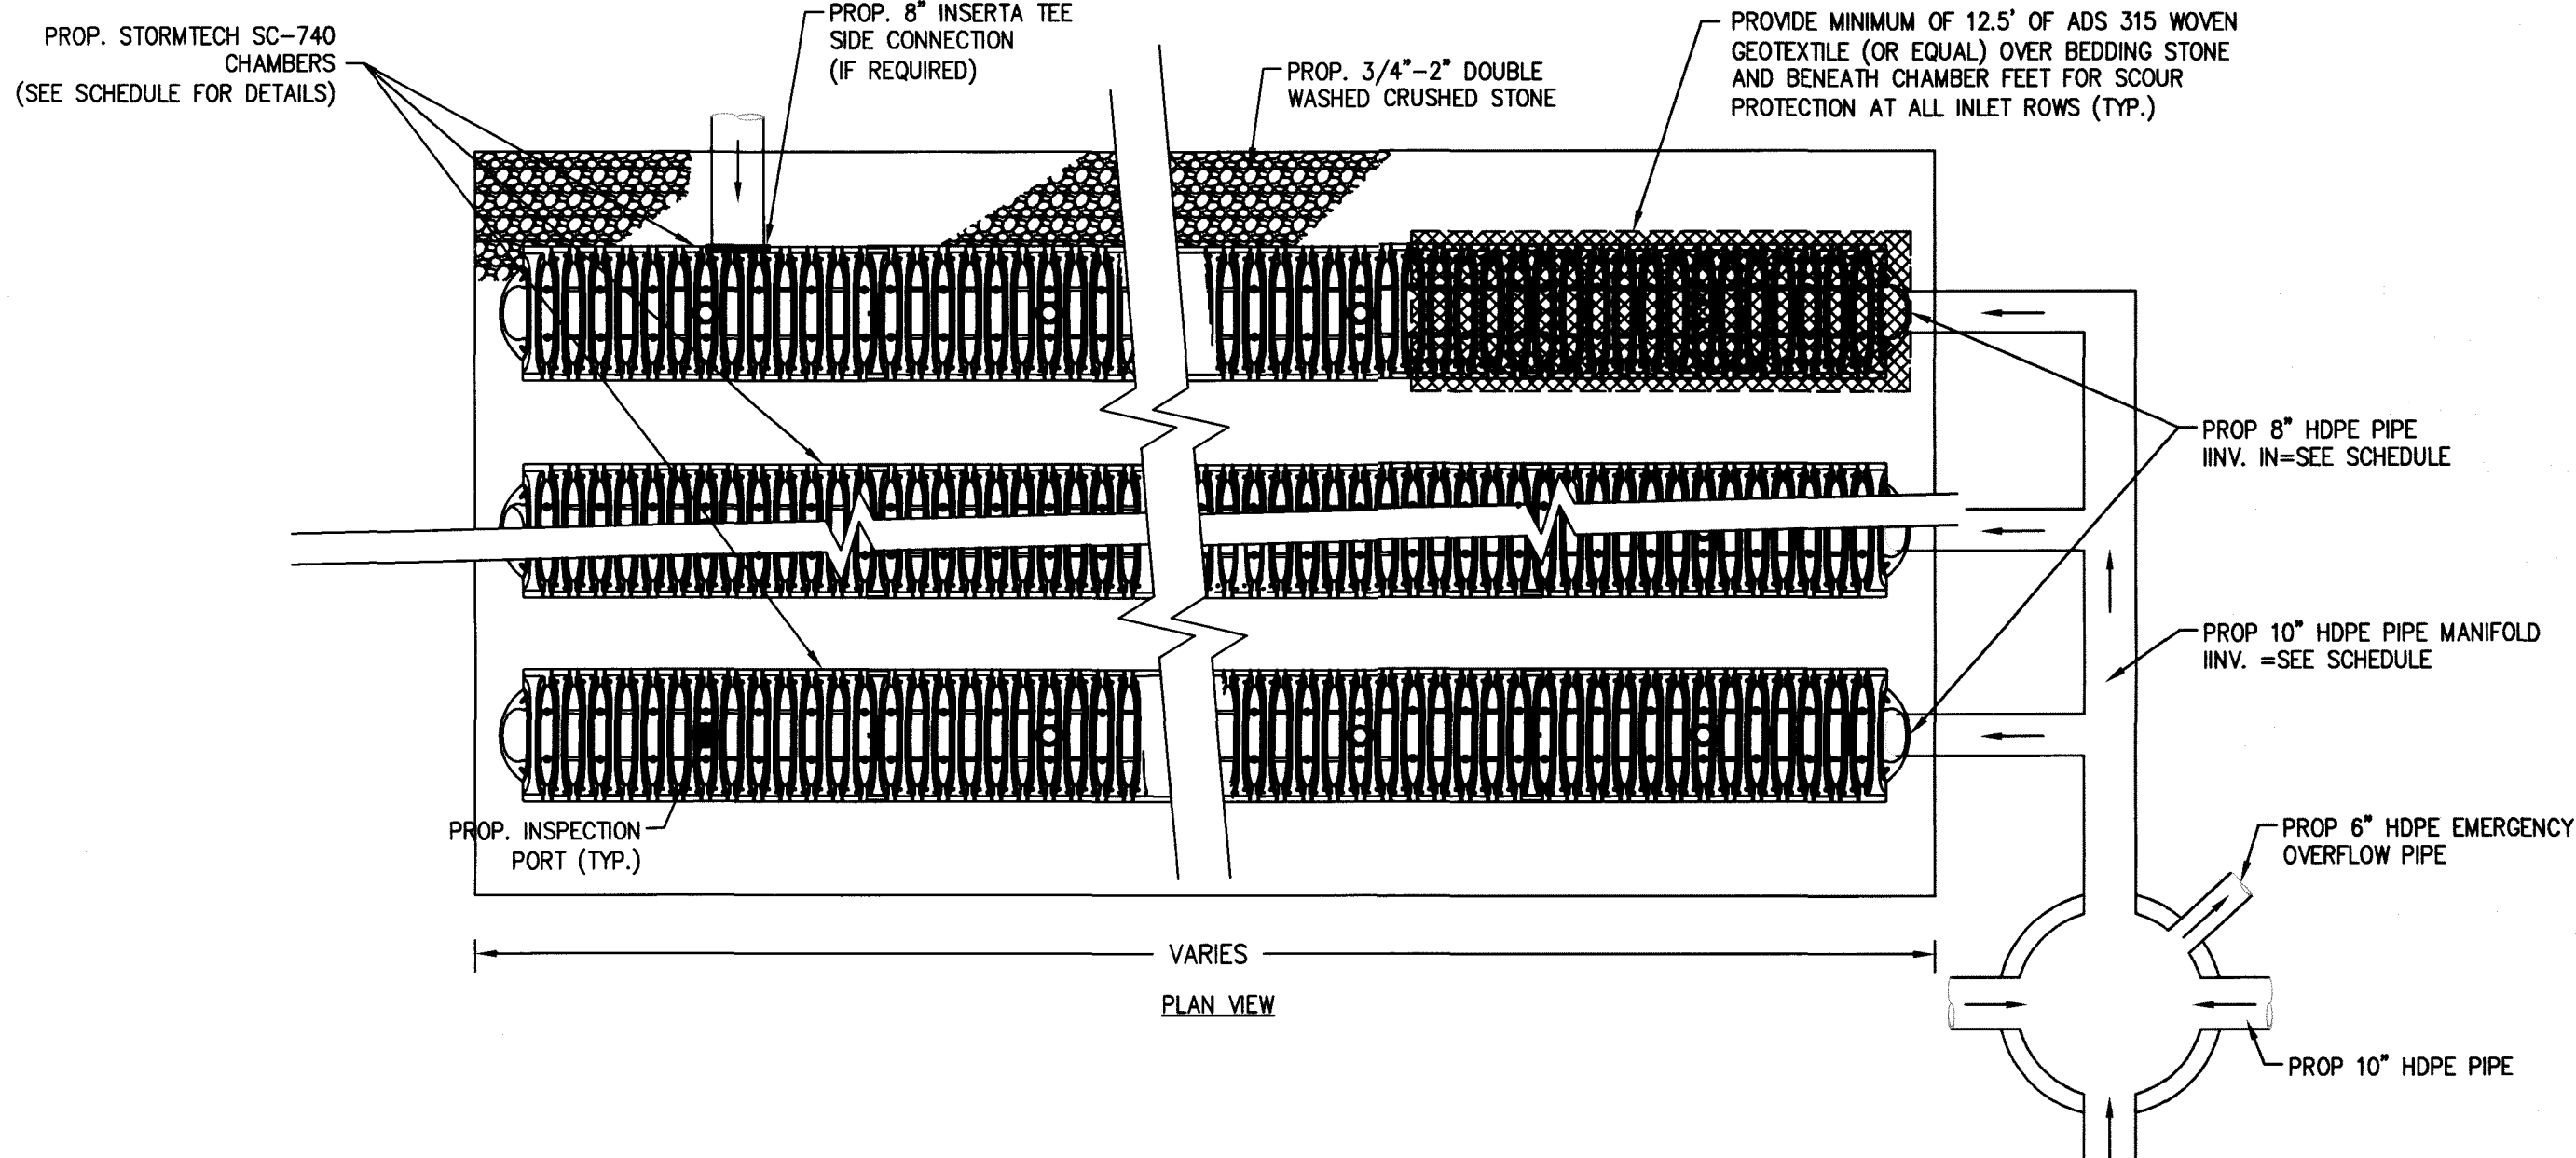 PROP. STORMTECH SC-740
CHAMBERS
(SEE SCHEDULE FOR DETAILS)
PROP. 8" INSERTA TEE
SIDE CONNECTION
(IF REQUIRED)
PROP. 3/4"-2" DOUBLE
WASHED CRUSHED STONE
PROVIDE MINIMUM OF 12.5' OF ADS 315 WOVEN
GEOTEXTILE (OR EQUAL) OVER BEDDING STONE
AND BENEATH CHAMBER FEET FOR SCOUR
PROTECTION AT ALL INLET ROWS (TYP.)
PROP 8" HDPE PIPE
IINV. IN=SEE SCHEDULE
PROP 10" HDPE PIPE MANIFOLD
IINV. =SEE SCHEDULE
PROP. INSPECTION
PORT (TYP.)
PROP 6" HDPE EMERGENCY
OVERFLOW PIPE
VARIES
PLAN VIEW
PROP 10" HDPE PIPE